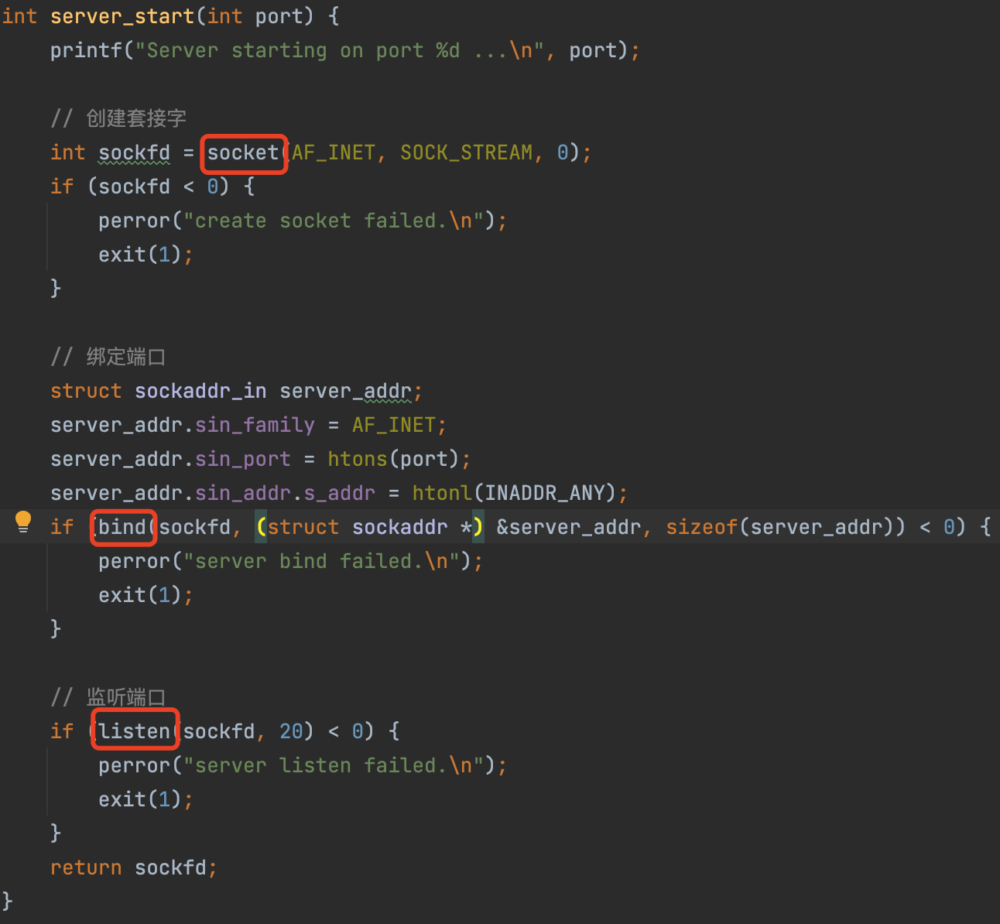 int server_start(int port) {
printf("Server starting on port %d ...\n", port);
// 创建套接字
int sockfd = socket(AF_INET, SOCK_STREAM, 0);
if (sockfd < 0) {
perror("create socket failed.\n");
exit(1);
}
// 绑定端口
struct sockaddr_in server_addr;
server_addr.sin_family = AF_INET;
server_addr.sin_port = htons(port);
server_addr.sin_addr.s_addr = htonl(INADDR_ANY);
if (bind(sockfd, (struct sockaddr *) &server_addr, sizeof(server_addr)) < 0) {
perror("server bind failed.\n");
exit(1);
}
// 监听端口
if (listen(sockfd, 20) < 0) {
perror("server listen failed.\n");
exit(1);
}
return sockfd;
}